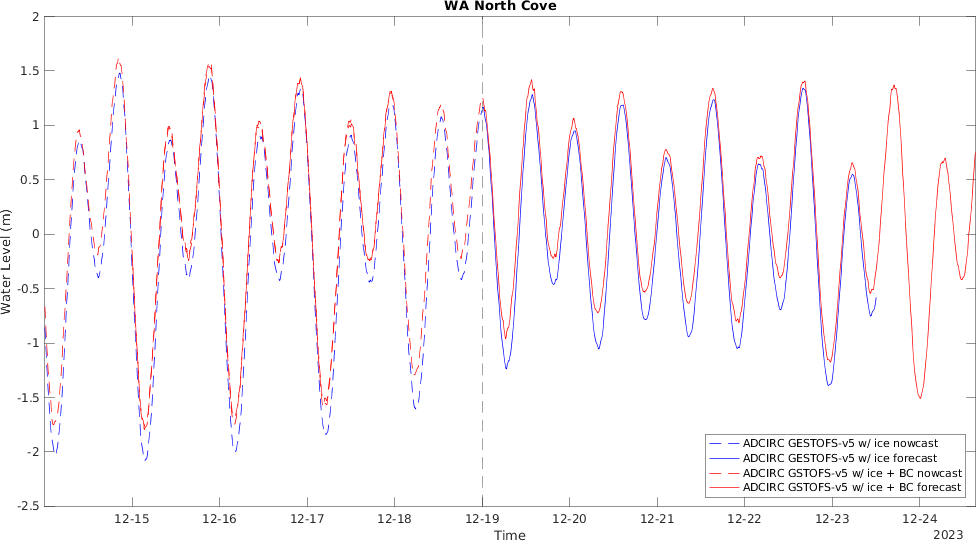 WA North Cove
2
1.5
1
0.5
0
-0.5
-1
-1.5
-2
-2.5
Water Level (m)
ADCIRC GESTOFS-v5 w/ ice nowcast
ADCIRC GESTOFS-v5 w/ ice forecast
ADCIRC GSTOFS-v5 w/ ice + BC nowcast
ADCIRC GSTOFS-v5 w/ ice + BC forecast
12-15 12-16 12-17 12-18 12-19 12-20 12-21 12-22 12-23 12-24
Time
2023